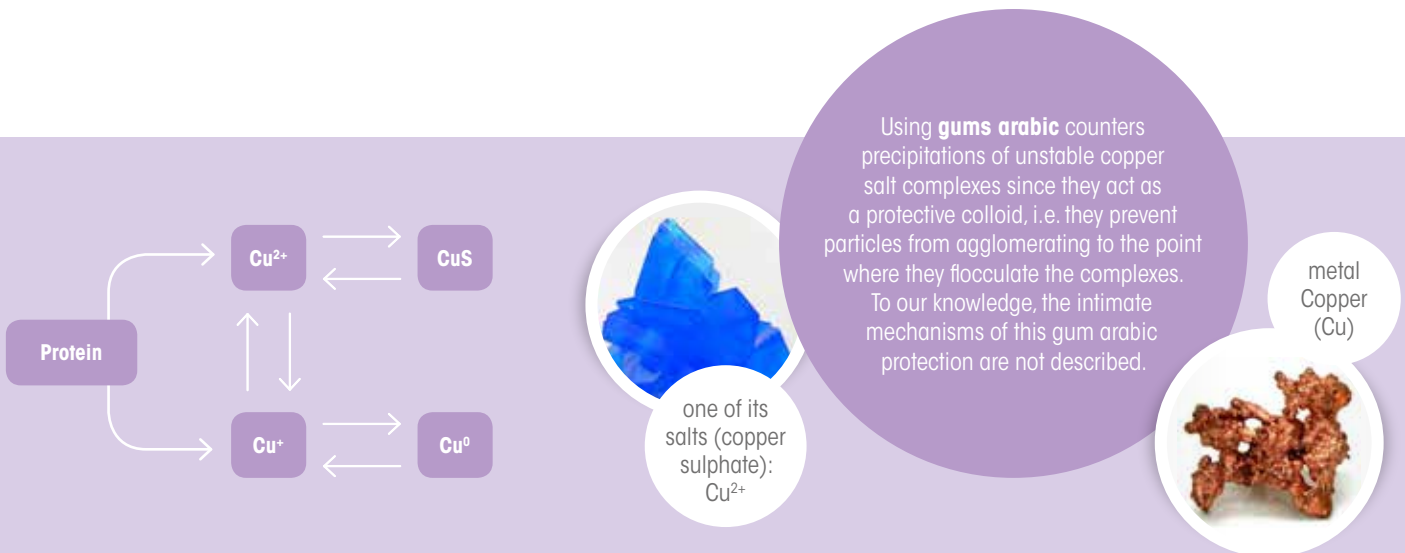 Protein
Cu²⁺
CuS
Cu⁺
Cu⁰
one of its
salts (copper
sulphate):
Cu²⁺
Using gums arabic counters
precipitations of unstable copper
salt complexes since they act as
a protective colloid, i.e. they prevent
particles from agglomerating to the point
where they flocculate the complexes.
To our knowledge, the intimate
mechanisms of this gum arabic
protection are not described.
metal
Copper
(Cu)